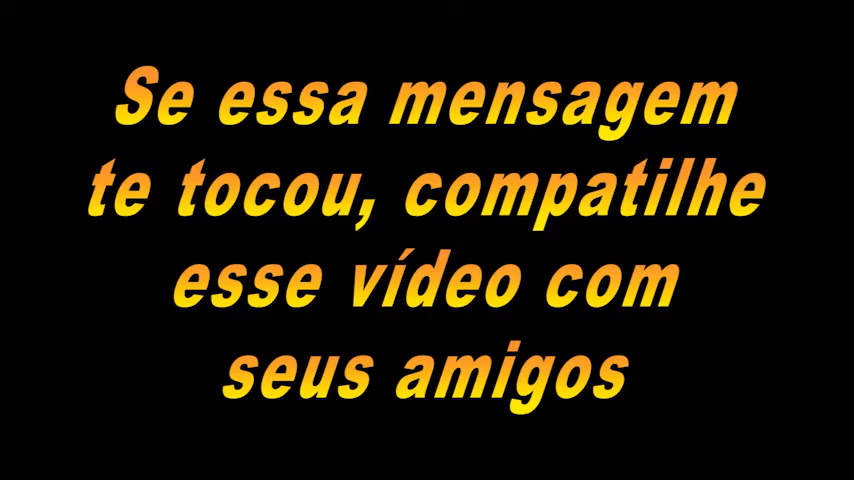 Se essa mensagem
te tocou, compatilhe
esse vídeo com
seus amigos